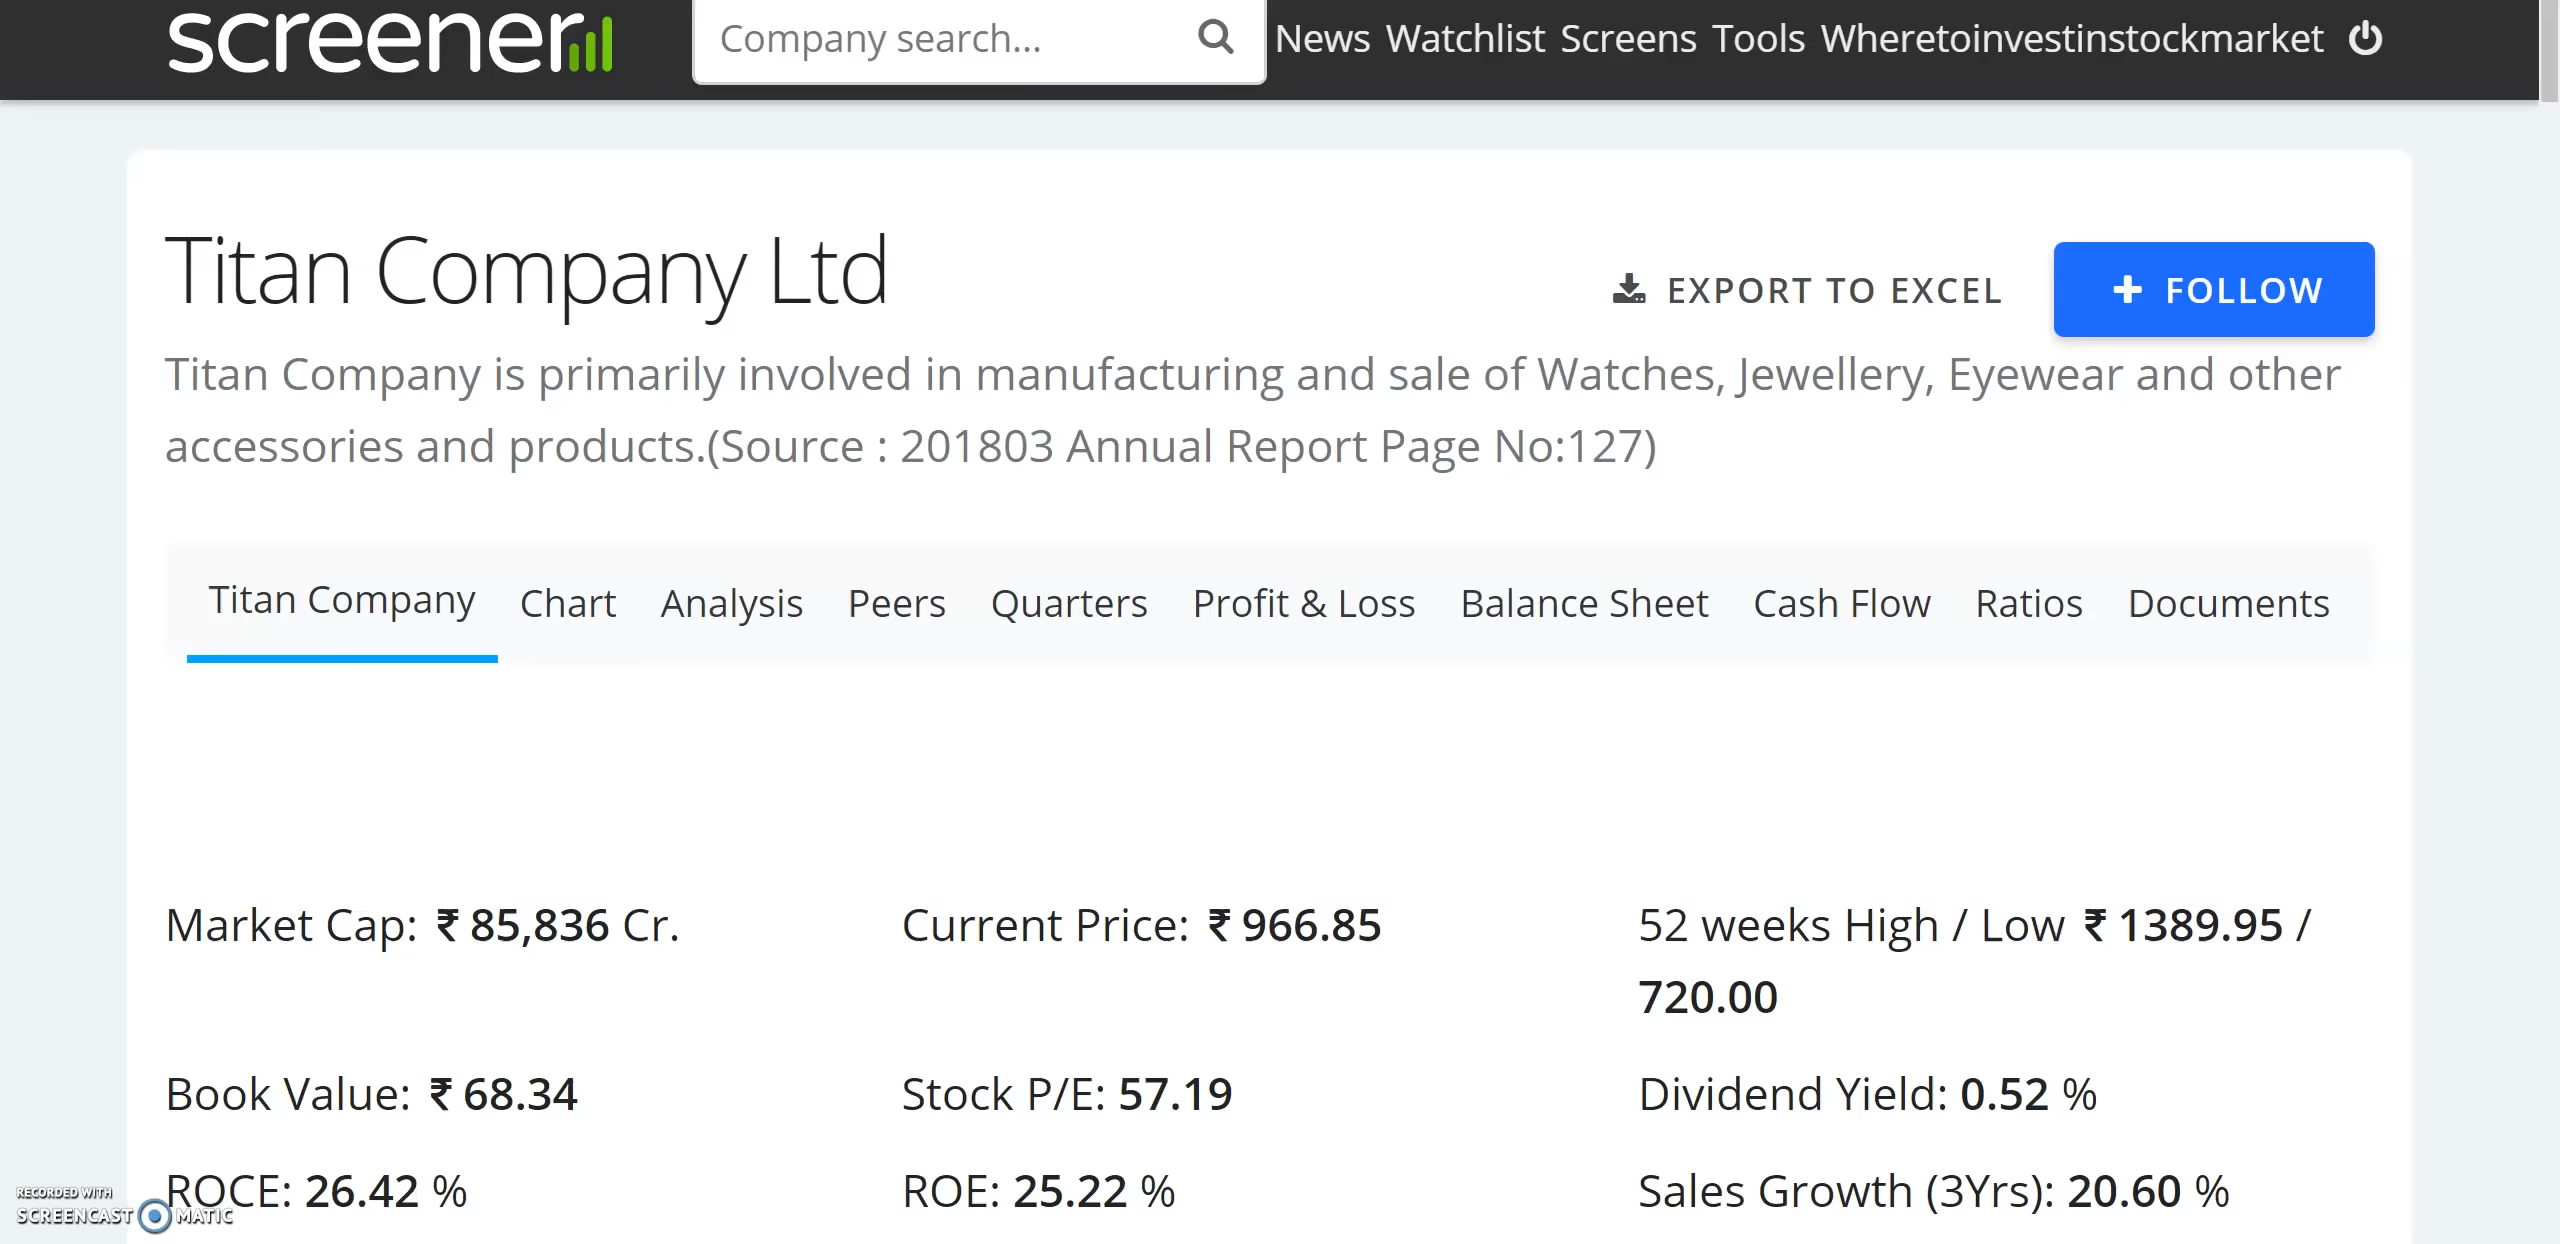 screener
Company search...
News Watchlist Screens Tools Wheretoinvestinstockmarket
Titan Company Ltd
EXPORT TO EXCEL
FOLLOW
Titan Company is primarily involved in manufacturing and sale of Watches, Jewellery, Eyewear and other
accessories and products.(Source : 201803 Annual Report Page No:127)
Titan Company Chart Analysis Peers Quarters Profit & Loss Balance Sheet Cash Flow Ratios Documents
Market Cap: ₹ 85,836 Cr.
Current Price: ₹ 966.85
52 weeks High / Low ₹ 1389.95 /
720.00
Book Value: ₹ 68.34
Stock P/E: 57.19
Dividend Yield: 0.52 %
ROCE: 26.42 %
ROE: 25.22 %
Sales Growth (3Yrs): 20.60 %
RECORDED WITH
SCREENCAST MATIC